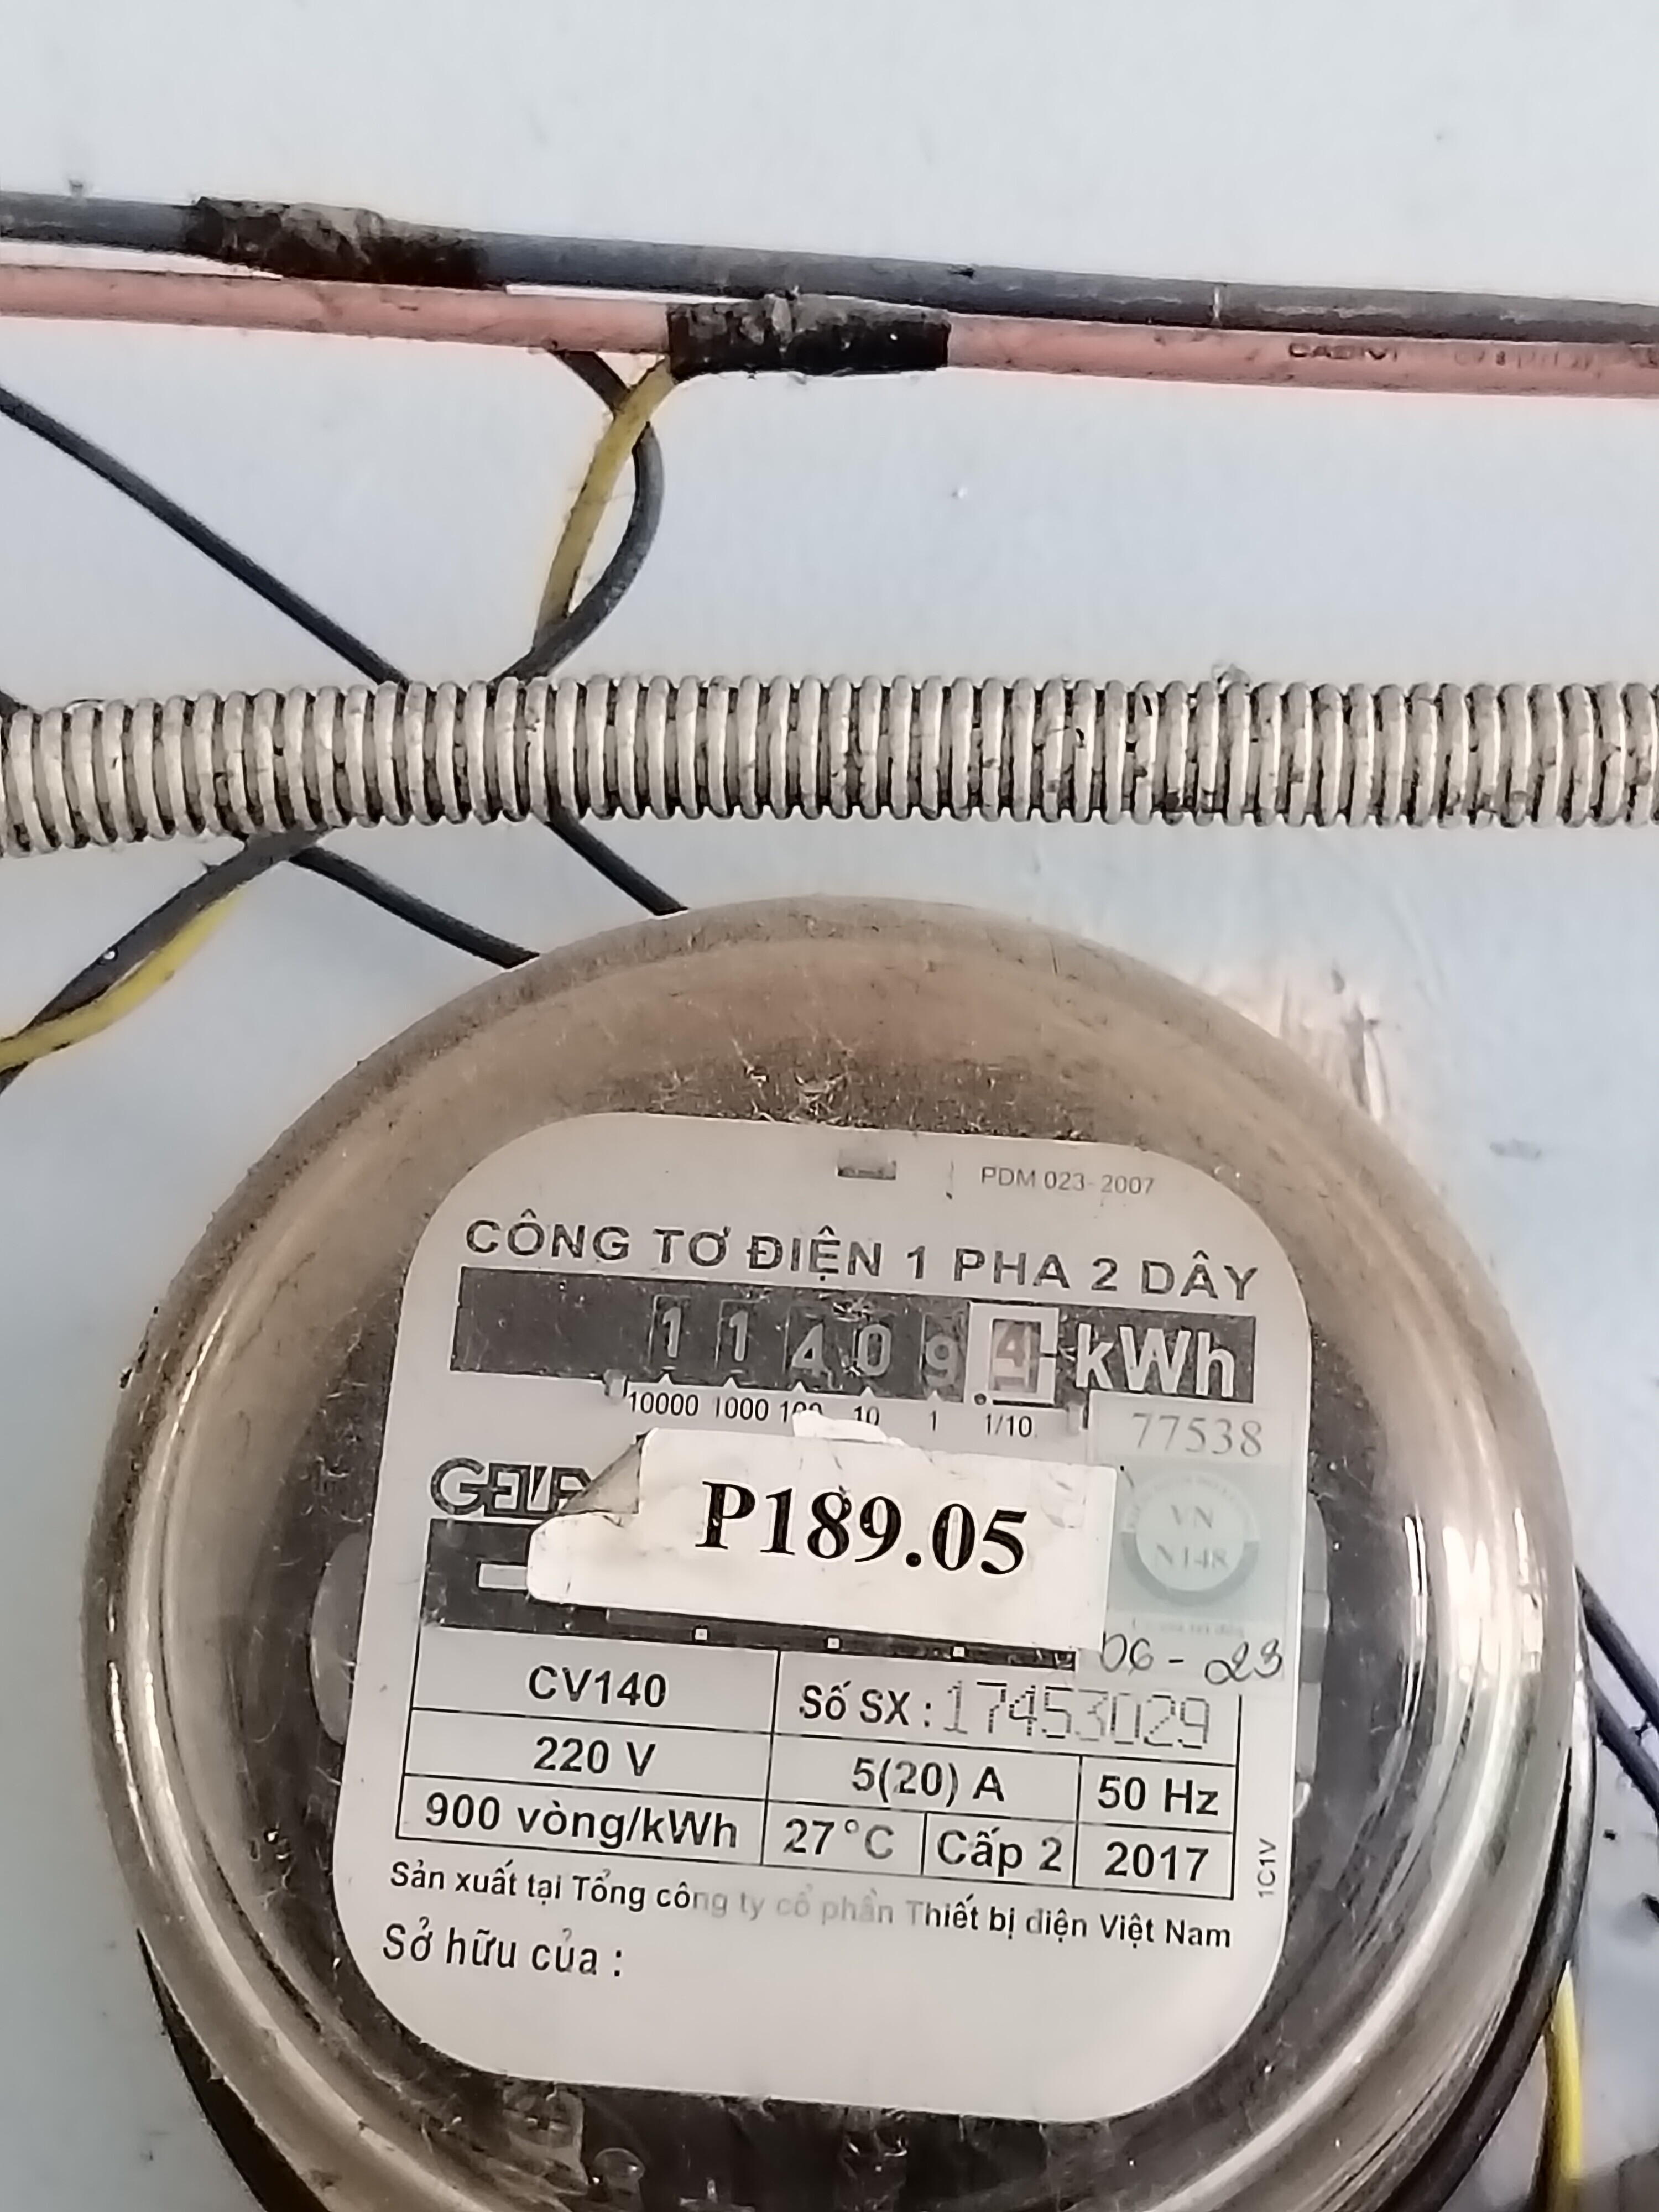 CADIVI
PDM 023-2007
CÔNG TƠ ĐIỆN 1 PHA 2 DÂY
1 1 4 0 9 4 kWh
10000 1000 100 10 1 1/10
77538
P189.05
VN
N148
06 - 23
CV140 Số SX : 17453029
220 V 5(20) A 50 Hz
900 vòng/kWh 27°C Cấp 2 2017
1C1V
Sản xuất tại Tổng công ty cổ phần Thiết bị điện Việt Nam
Sở hữu của :